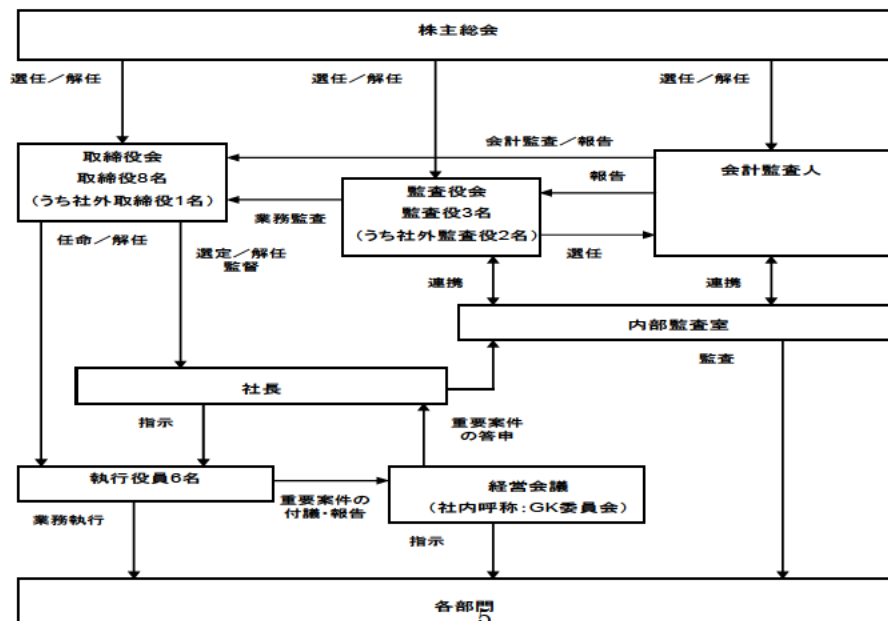 株主総会
選任／解任
選任／解任
選任／解任
会計監査／報告
取締役会
取締役8名
(うち社外取締役1名)
会計監査人
報告
監査役会
監査役3名
(うち社外監査役2名)
業務監査
選任
任命／解任
選定／解任
監督
連携
連携
内部監査室
監査
社長
指示
重要案件
の答申
執行役員6名
重要案件の
付議・報告
経営会議
(社内呼称：GK委員会)
業務執行
指示
各部門
5